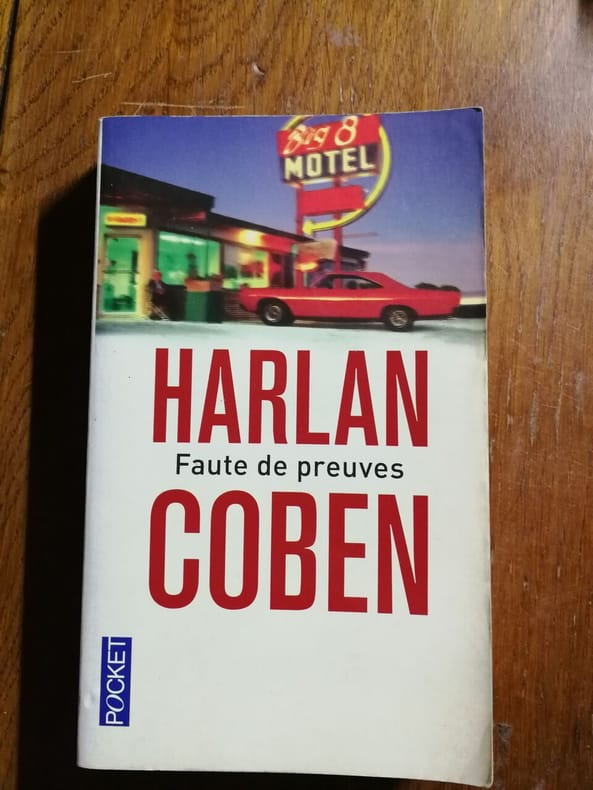 Big 8
MOTEL
HARLAN
Faute de preuves
COBEN
POCKET